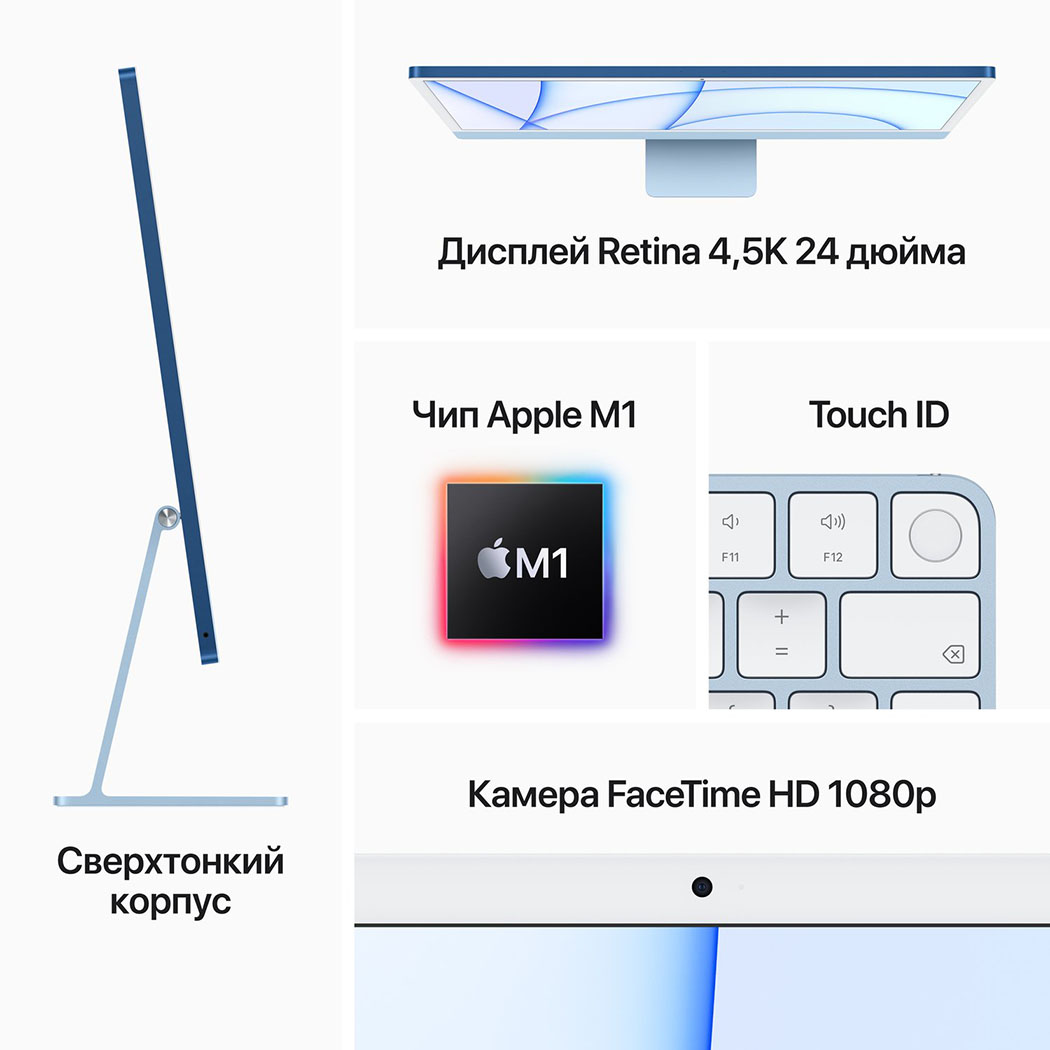 Дисплей Retina 4,5K 24 дюйма
Чип Apple M1
M1
Touch ID
F11
F12
+
=
Камера FaceTime HD 1080p
Сверхтонкий
корпус